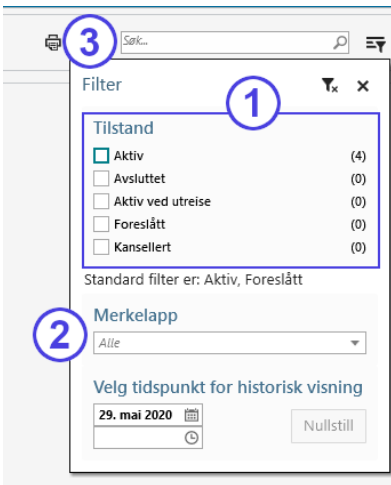 3 Søk...
Filter
1
Tilstand
Aktiv (4)
Avsluttet (0)
Aktiv ved utreise (0)
Foreslått (0)
Kansellert (0)
Standard filter er: Aktiv, Foreslått
Merkelapp
2 Alle
Velg tidspunkt for historisk visning
29. mai 2020
Nullstill